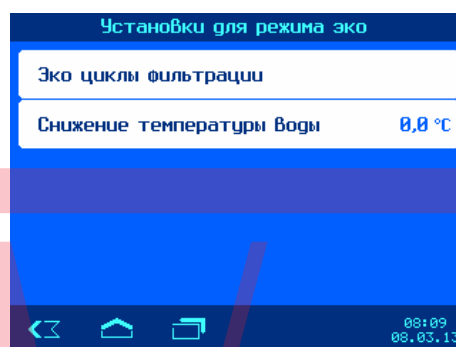 Установки для режима эко
Эко циклы фильтрации
Снижение температуры воды 0,0 °C
08:09
08.03.13